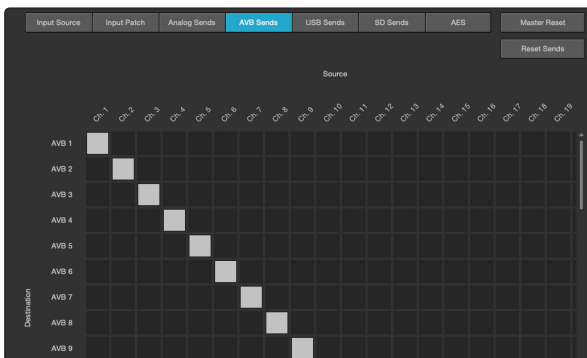 Input Source Input Patch Analog Sends AVB Sends USB Sends SD Sends AES Master Reset
Reset Sends
Source
Ch. 1 Ch. 2 Ch. 3 Ch. 4 Ch. 5 Ch. 6 Ch. 7 Ch. 8 Ch. 9 Ch. 10 Ch. 11 Ch. 12 Ch. 13 Ch. 14 Ch. 15 Ch. 16 Ch. 17 Ch. 18 Ch. 19
AVB 1
AVB 2
AVB 3
AVB 4
AVB 5
AVB 6
AVB 7
AVB 8
AVB 9
Destination